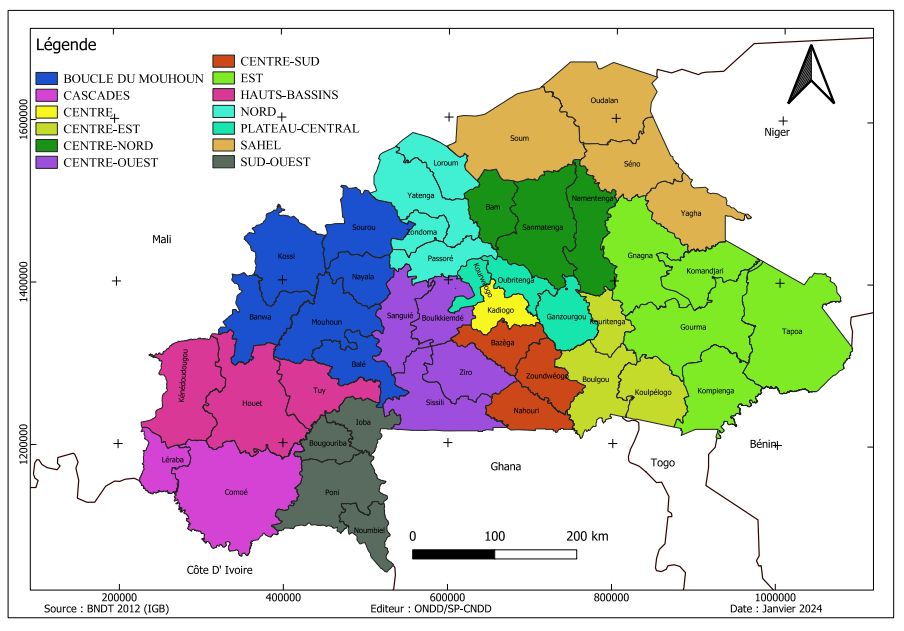 Légende
BOUCLE DU MOUHOUN
CASCADES
CENTRE
CENTRE-EST
CENTRE-NORD
CENTRE-OUEST
CENTRE-SUD
EST
HAUTS-BASSINS
NORD
PLATEAU-CENTRAL
SAHEL
SUD-OUEST
1600000
1400000
1200000
Niger
Mali
Oudalan
Soum
Séno
Yagha
Loroum
Yatenga
Zondoma
Passoré
Bam
Sanmatenga
Namentenga
Sourou
Kossi
Nayala
Banwa
Mouhoun
Balé
Gnagna
Komandjari
Gourma
Tapoa
Kompienga
Kourwéogo
Oubritenga
Ganzourgou
Kadiogo
Kouritenga
Boulgou
Koulpélogo
Sanguié
Boulkkiemdé
Ziro
Sissili
Bazèga
Zoundwéogo
Nahouri
Kénédoudougou
Houet
Tuy
Ioba
Bougouriba
Poni
Noumbiel
Léraba
Comoé
Ghana
Togo
Bénin
Côte D' Ivoire
0 100 200 km
200000 400000 600000 800000 1000000
Source : BNDT 2012 (IGB) Editeur : ONDD/SP-CNDD Date : Janvier 2024